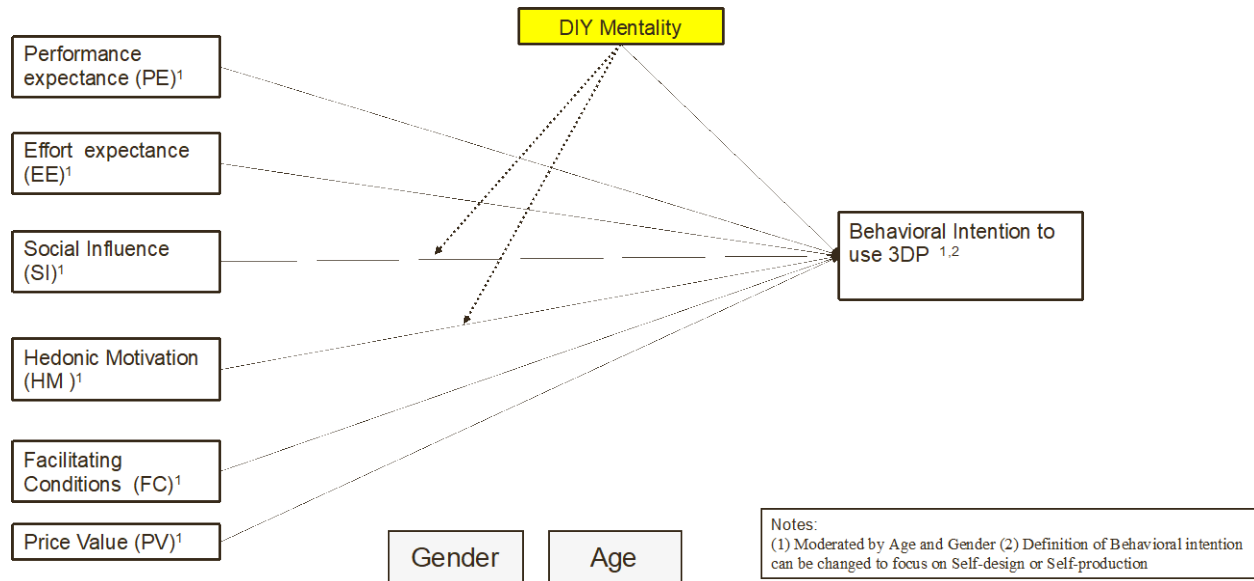 DIY Mentality
Performance
expectance (PE)¹
Effort expectance
(EE)¹
Social Influence
(SI)¹
Hedonic Motivation
(HM )¹
Facilitating
Conditions (FC)¹
Price Value (PV)¹
Behavioral Intention to
use 3DP ¹,²
Gender
Age
Notes:
(1) Moderated by Age and Gender (2) Definition of Behavioral intention
can be changed to focus on Self-design or Self-production